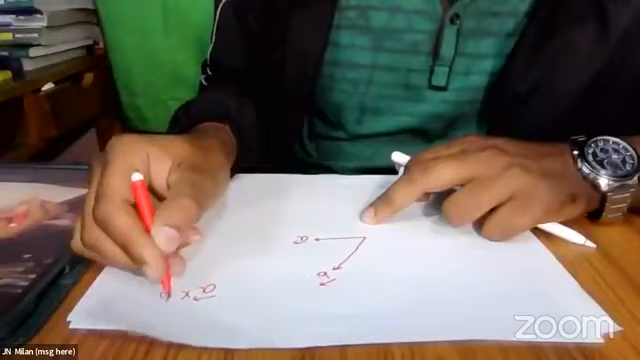 a⃗
b⃗
a⃗ x
JN Milan (msg here)
zoom